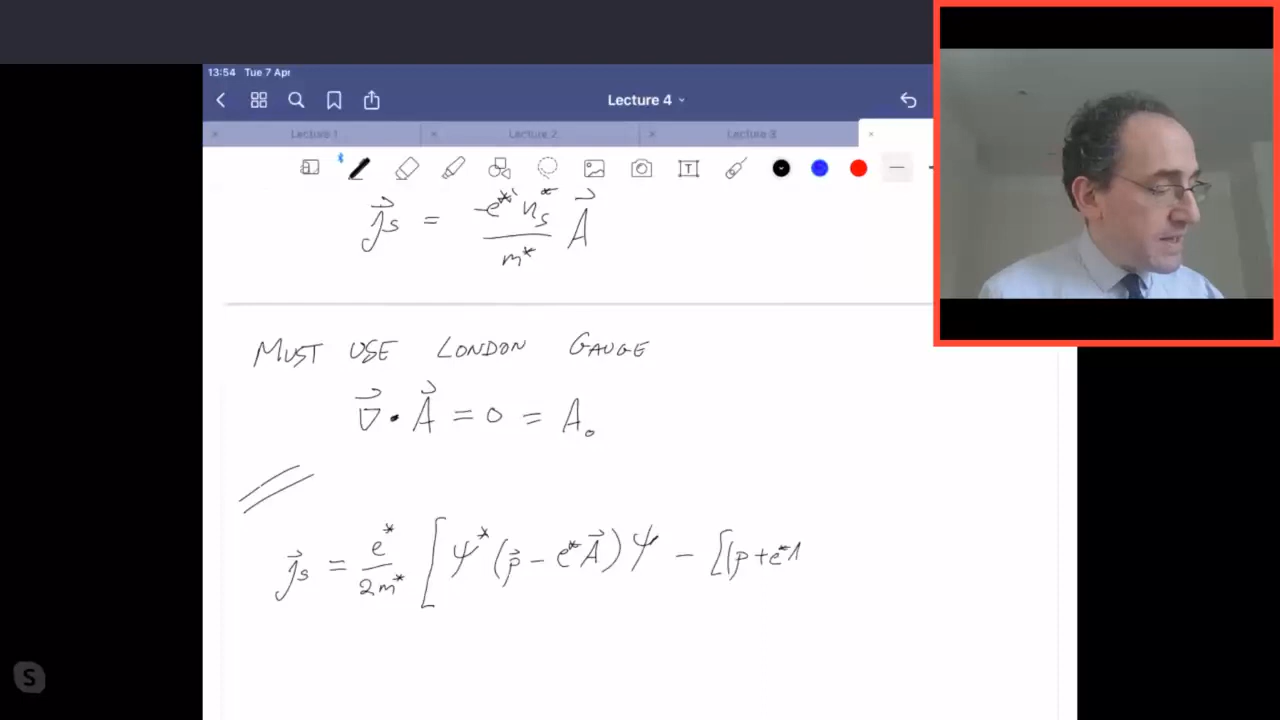 13:54 Tue 7 Apr
Lecture 4
Lecture 1
Lecture 2
Lecture 3
T
j⃗s = -e*² ns* / m* A⃗
MUST USE LONDON GAUGE
∇⃗ · A⃗ = 0 = A₀
j⃗s = e* / 2m* [ψ* (p⃗ - e*A⃗) ψ - [(p + e*A
S